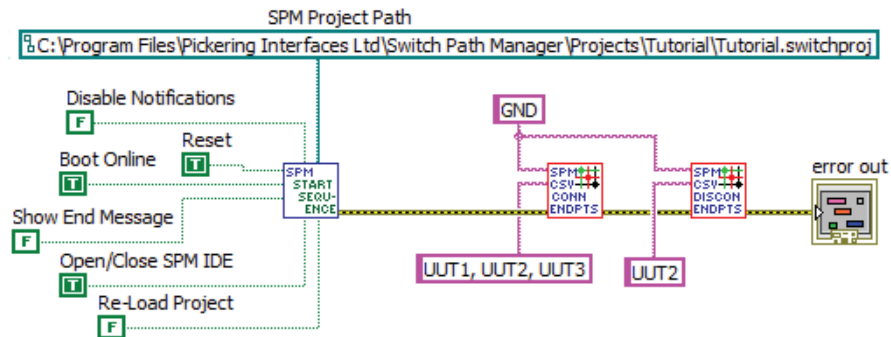 SPM Project Path
C:\Program Files\Pickering Interfaces Ltd\Switch Path Manager\Projects\Tutorial\Tutorial.switchproj
Disable Notifications
F
Reset
T
Boot Online
T
Show End Message
F
Open/Close SPM IDE
T
Re-Load Project
F
SPM
START
SEQU-
ENCE
GND
SPM
CSV
CONN
ENDPTS
UUT1, UUT2, UUT3
SPM
CSV
DISCON
ENDPTS
UUT2
error out